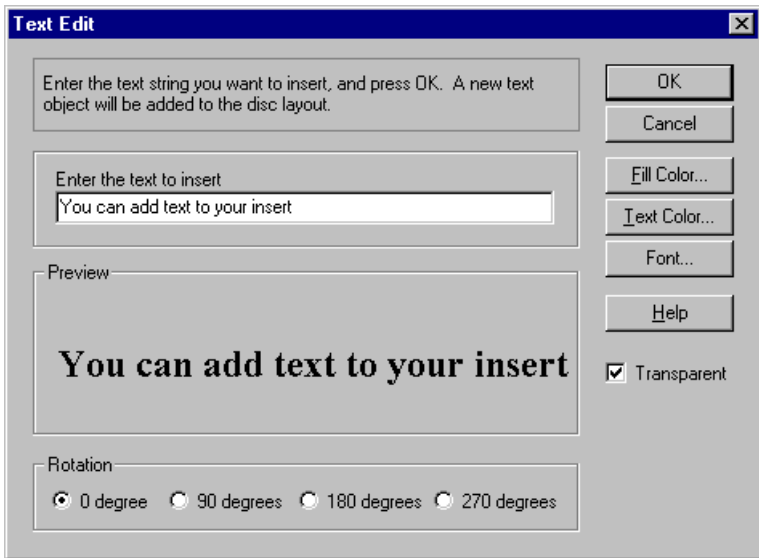 Text Edit
Enter the text string you want to insert, and press OK. A new text
object will be added to the disc layout.
OK
Cancel
Enter the text to insert
You can add text to your insert
Fill Color...
Text Color...
Font...
Preview
You can add text to your insert
Help
Transparent
Rotation
0 degree 90 degrees 180 degrees 270 degrees